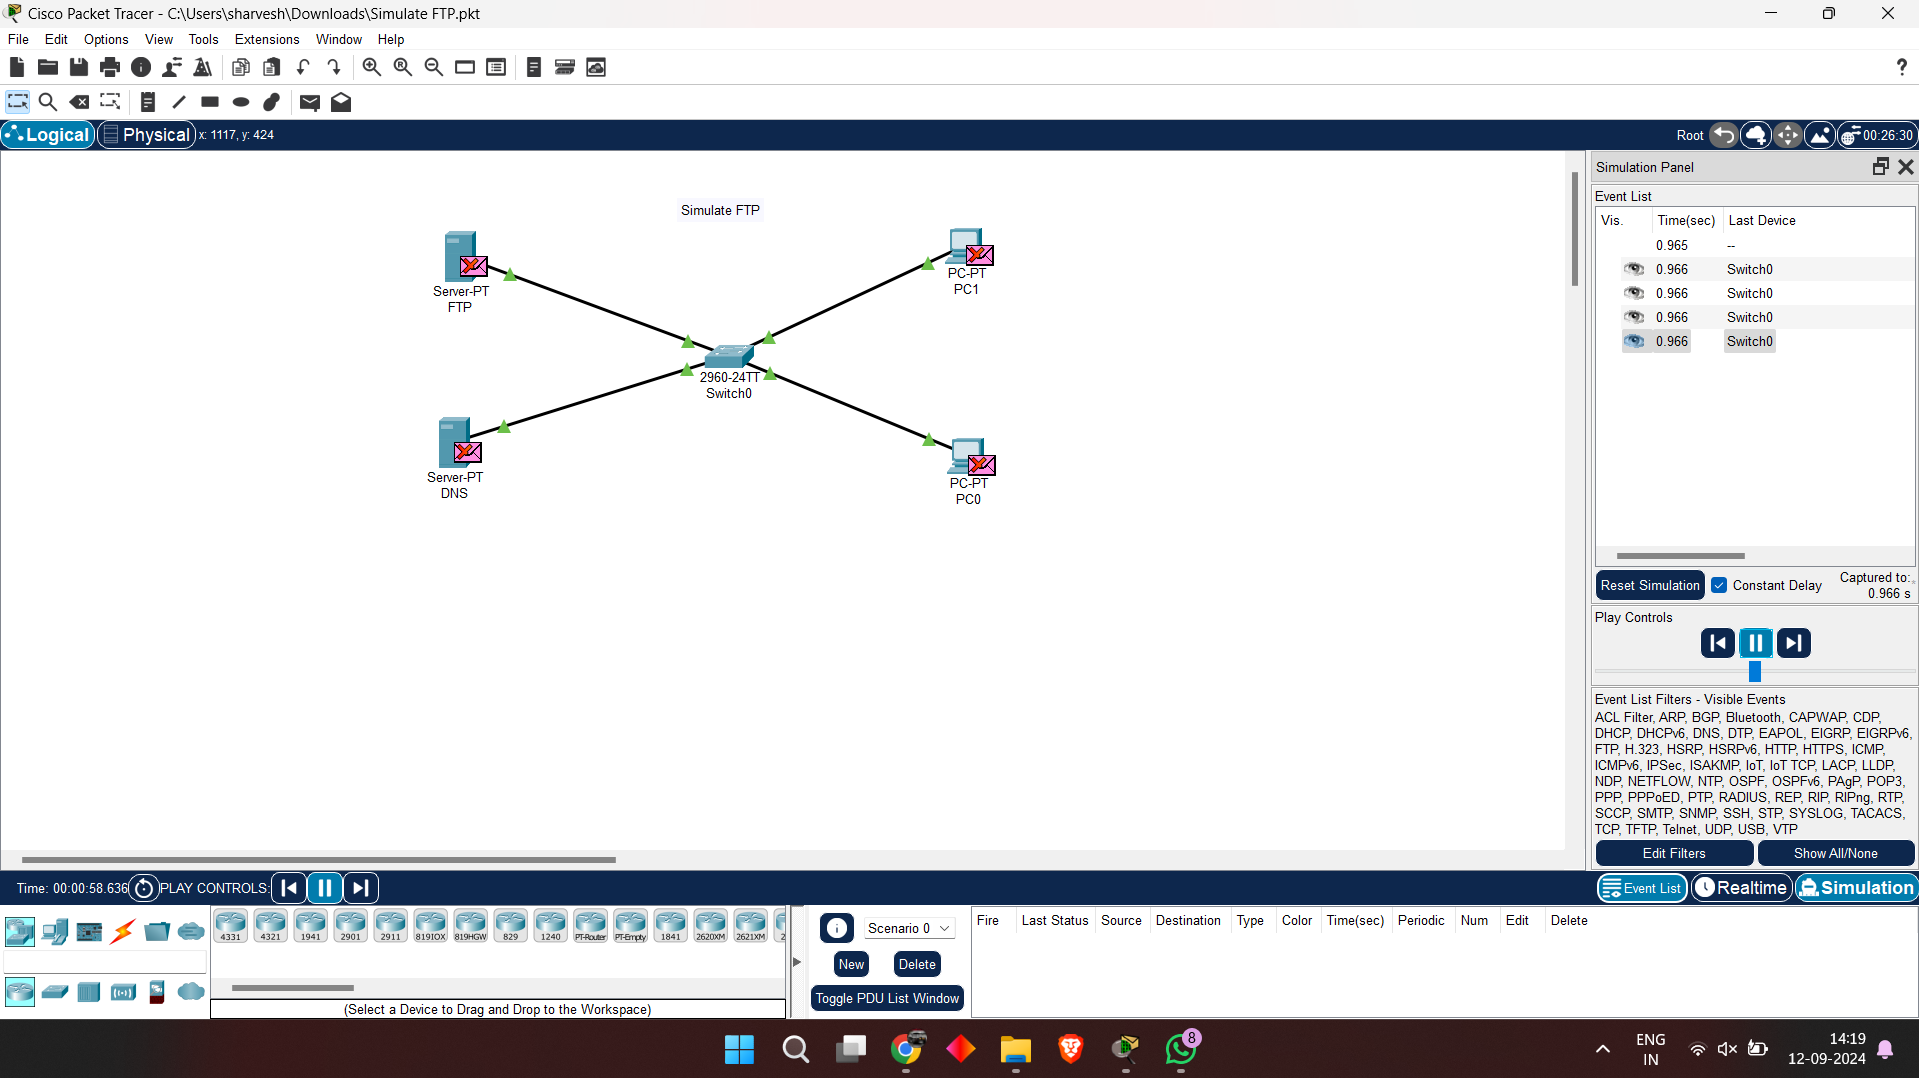 Cisco Packet Tracer - C:\Users\sharvesh\Downloads\Simulate FTP.pkt
File Edit Options View Tools Extensions Window Help
?
Logical Physical x: 1117, y: 424 Root 00:26:30
Simulate FTP
Server-PT
FTP
PC-PT
PC1
2960-24TT
Switch0
Server-PT
DNS
PC-PT
PC0
Simulation Panel
Event List
Vis. Time(sec) Last Device
0.965 --
0.966 Switch0
0.966 Switch0
0.966 Switch0
0.966 Switch0
Reset Simulation Constant Delay Captured to:
0.966 s
Play Controls
Event List Filters - Visible Events
ACL Filter, ARP, BGP, Bluetooth, CAPWAP, CDP,
DHCP, DHCPv6, DNS, DTP, EAPOL, EIGRP, EIGRPv6,
FTP, H.323, HSRP, HSRPv6, HTTP, HTTPS, ICMP,
ICMPv6, IPSec, ISAKMP, IoT, IoT TCP, LACP, LLDP,
NDP, NETFLOW, NTP, OSPF, OSPFv6, PAgP, POP3,
PPP, PPPoED, PTP, RADIUS, REP, RIP, RIPng, RTP,
SCCP, SMTP, SNMP, SSH, STP, SYSLOG, TACACS,
TCP, TFTP, Telnet, UDP, USB, VTP
Edit Filters Show All/None
Time: 00:00:58.636 PLAY CONTROLS: Event List Realtime Simulation
4331 4321 1941 2901 2911 819IOX 819HGW 829 1240 PT-Router PT-Empty 1841 2620XM 2621XM 2
(Select a Device to Drag and Drop to the Workspace)
Scenario 0
New Delete
Toggle PDU List Window
Fire Last Status Source Destination Type Color Time(sec) Periodic Num Edit Delete
8
ENG
IN
14:19
12-09-2024